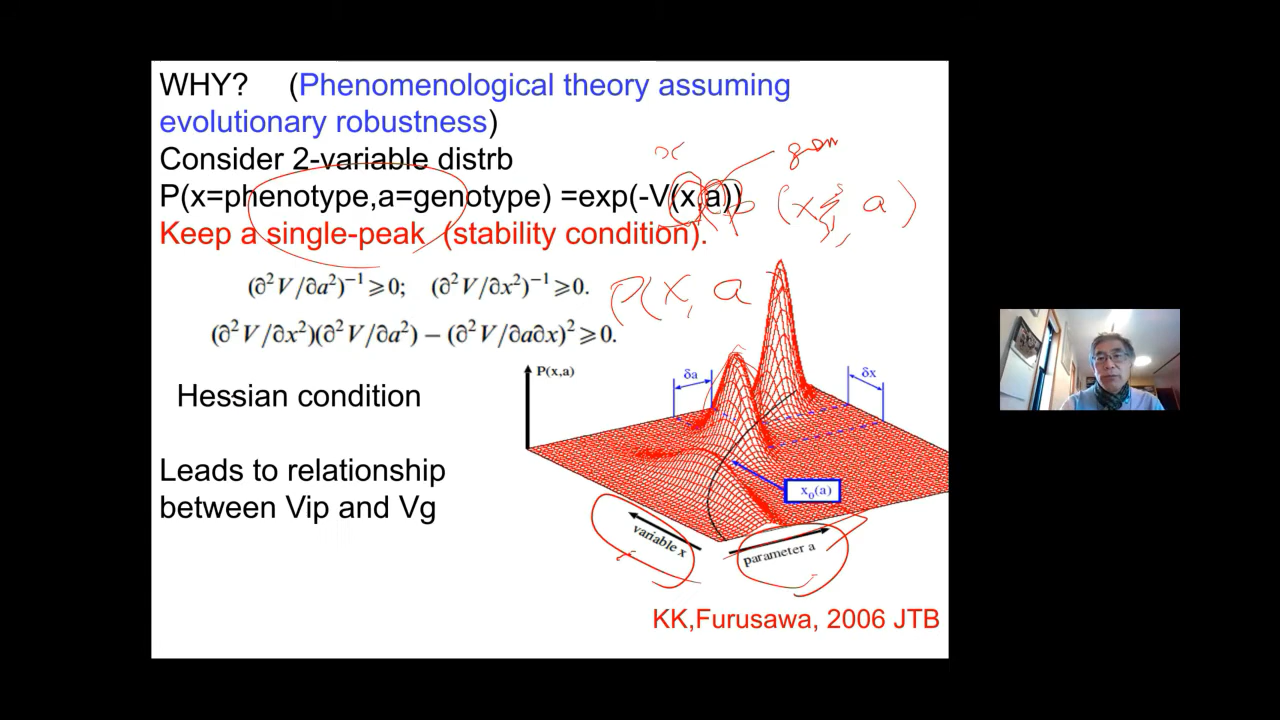 WHY? (Phenomenological theory assuming
evolutionary robustness)
Consider 2-variable distrb
P(x=phenotype,a=genotype) =exp(-V(x,a))
Keep a single-peak (stability condition).
(∂²V/∂a²)⁻¹⩾0; (∂²V/∂x²)⁻¹⩾0.
(∂²V/∂x²)(∂²V/∂a²) − (∂²V/∂a∂x)²⩾0.
Hessian condition
Leads to relationship
between Vip and Vg
x
(x, a)
P(x, a
P(x,a)
δa
δx
x₀(a)
variable x
parameter a
KK,Furusawa, 2006 JTB